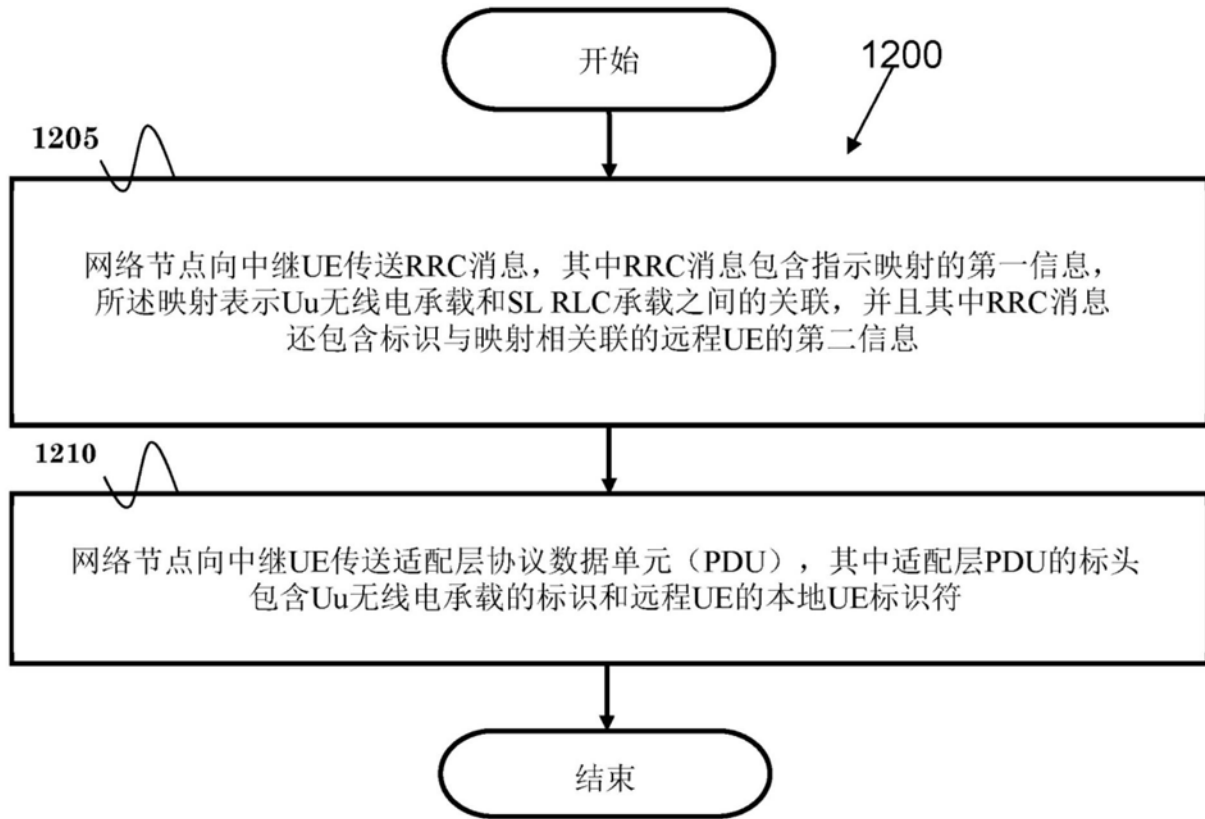 开始
1200
1205
网络节点向中继UE传送RRC消息，其中RRC消息包含指示映射的第一信息，
所述映射表示Uu无线电承载和SL RLC承载之间的关联，并且其中RRC消息
还包含标识与映射相关联的远程UE的第二信息
1210
网络节点向中继UE传送适配层协议数据单元（PDU），其中适配层PDU的标头
包含Uu无线电承载的标识和远程UE的本地UE标识符
结束